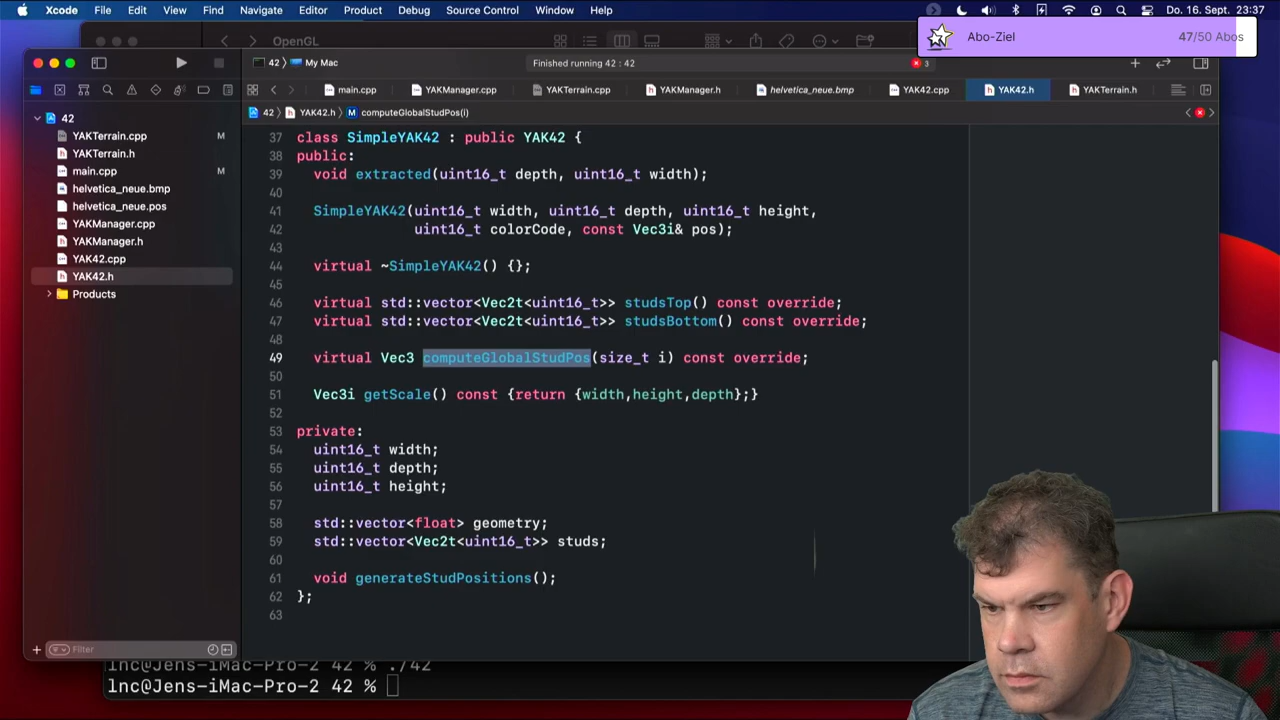 Xcode File Edit View Find Navigate Editor Product Debug Source Control Window Help Do. 16. Sept. 23:37
OpenGL
Abo-Ziel 47/50 Abos
42 My Mac Finished running 42 : 42 3
main.cpp YAKManager.cpp YAKTerrain.cpp YAKManager.h helvetica_neue.bmp YAK42.cpp YAK42.h YAKTerrain.h
42 YAK42.h M computeGlobalStudPos(i)
42
YAKTerrain.cpp M
YAKTerrain.h
main.cpp M
helvetica_neue.bmp
helvetica_neue.pos
YAKManager.cpp
YAKManager.h
YAK42.cpp
YAK42.h
Products
Filter
37 class SimpleYAK42 : public YAK42 {
38 public:
39 void extracted(uint16_t depth, uint16_t width);
40
41 SimpleYAK42(uint16_t width, uint16_t depth, uint16_t height,
42 uint16_t colorCode, const Vec3i& pos);
43
44 virtual ~SimpleYAK42() {};
45
46 virtual std::vector<Vec2t<uint16_t>> studsTop() const override;
47 virtual std::vector<Vec2t<uint16_t>> studsBottom() const override;
48
49 virtual Vec3 computeGlobalStudPos(size_t i) const override;
50
51 Vec3i getScale() const {return {width,height,depth};}
52
53 private:
54 uint16_t width;
55 uint16_t depth;
56 uint16_t height;
57
58 std::vector<float> geometry;
59 std::vector<Vec2t<uint16_t>> studs;
60
61 void generateStudPositions();
62 };
63
lnc@Jens-iMac-Pro-2 42 % ./42
lnc@Jens-iMac-Pro-2 42 %